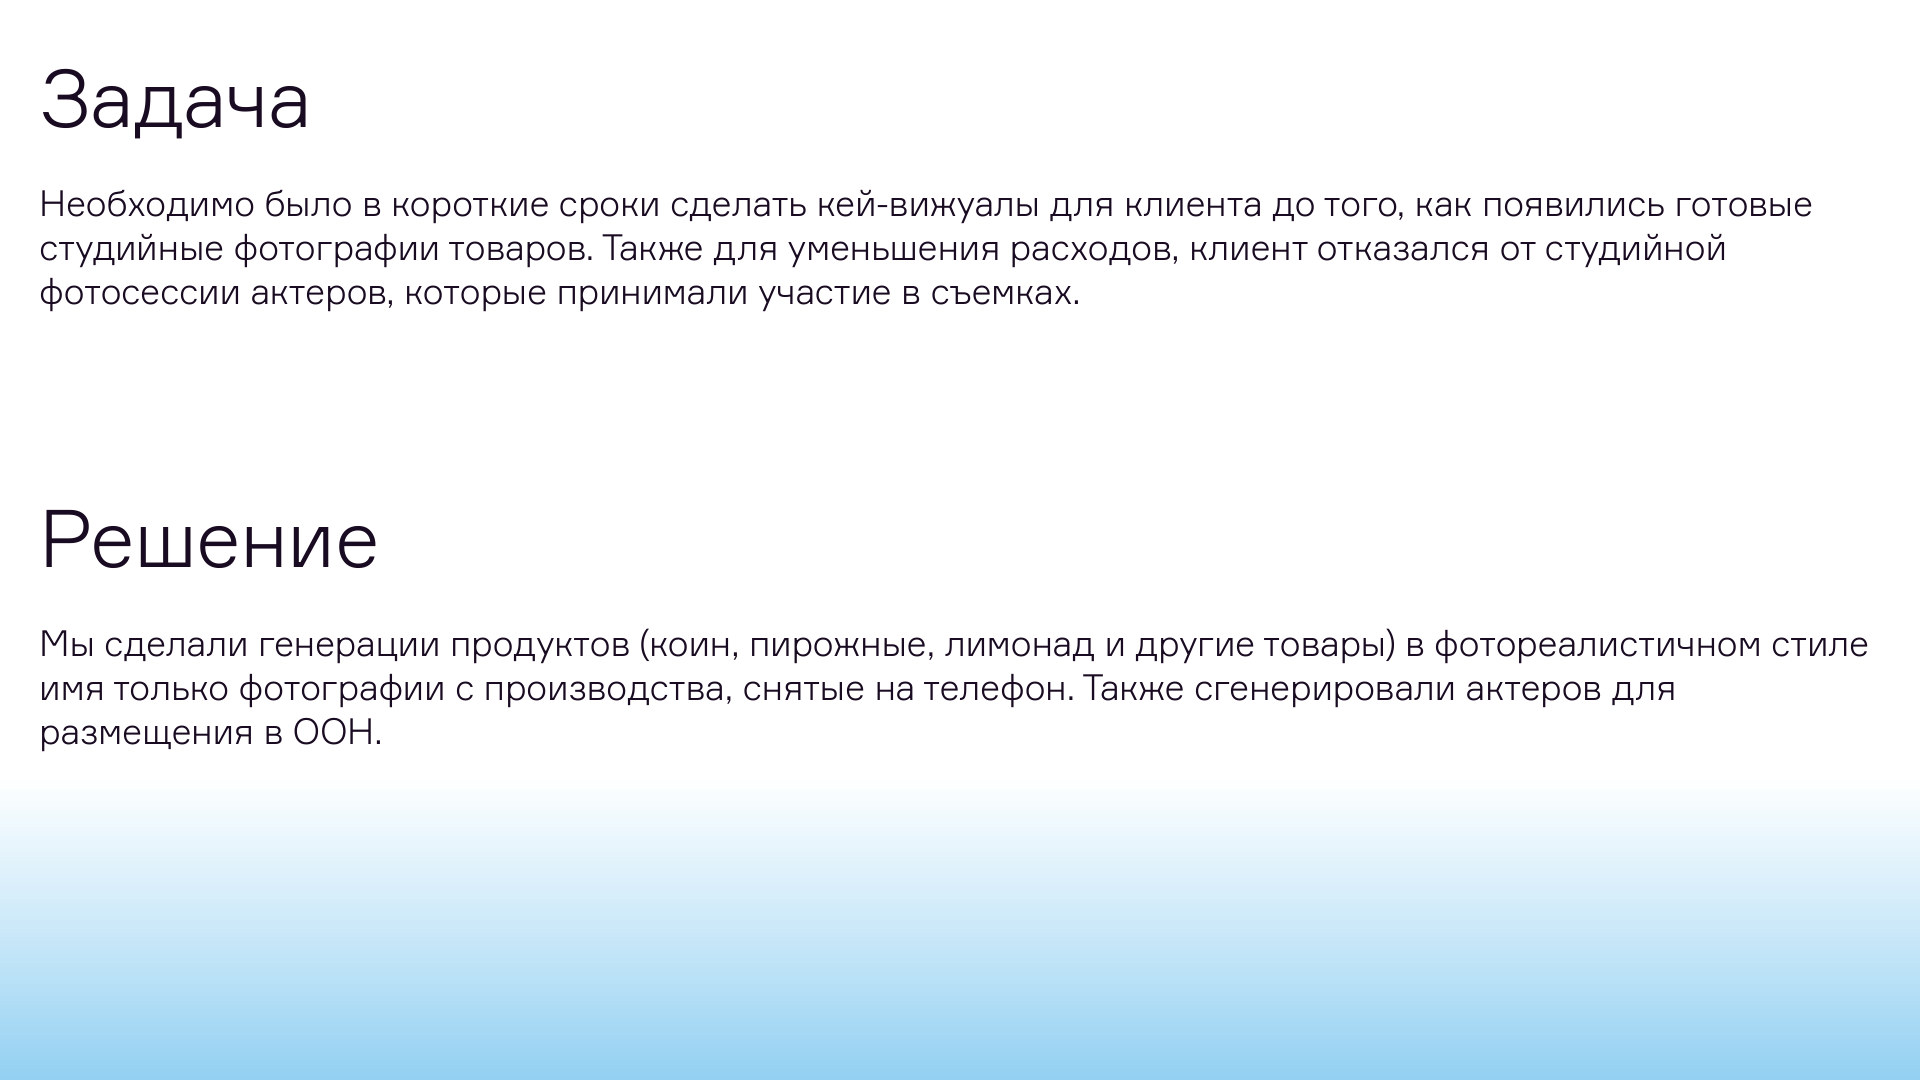 Задача
Необходимо было в короткие сроки сделать кей-вижуалы для клиента до того, как появились готовые
студийные фотографии товаров. Также для уменьшения расходов, клиент отказался от студийной
фотосессии актеров, которые принимали участие в съемках.
Решение
Мы сделали генерации продуктов (коин, пирожные, лимонад и другие товары) в фотореалистичном стиле
имя только фотографии с производства, снятые на телефон. Также сгенерировали актеров для
размещения в ООН.